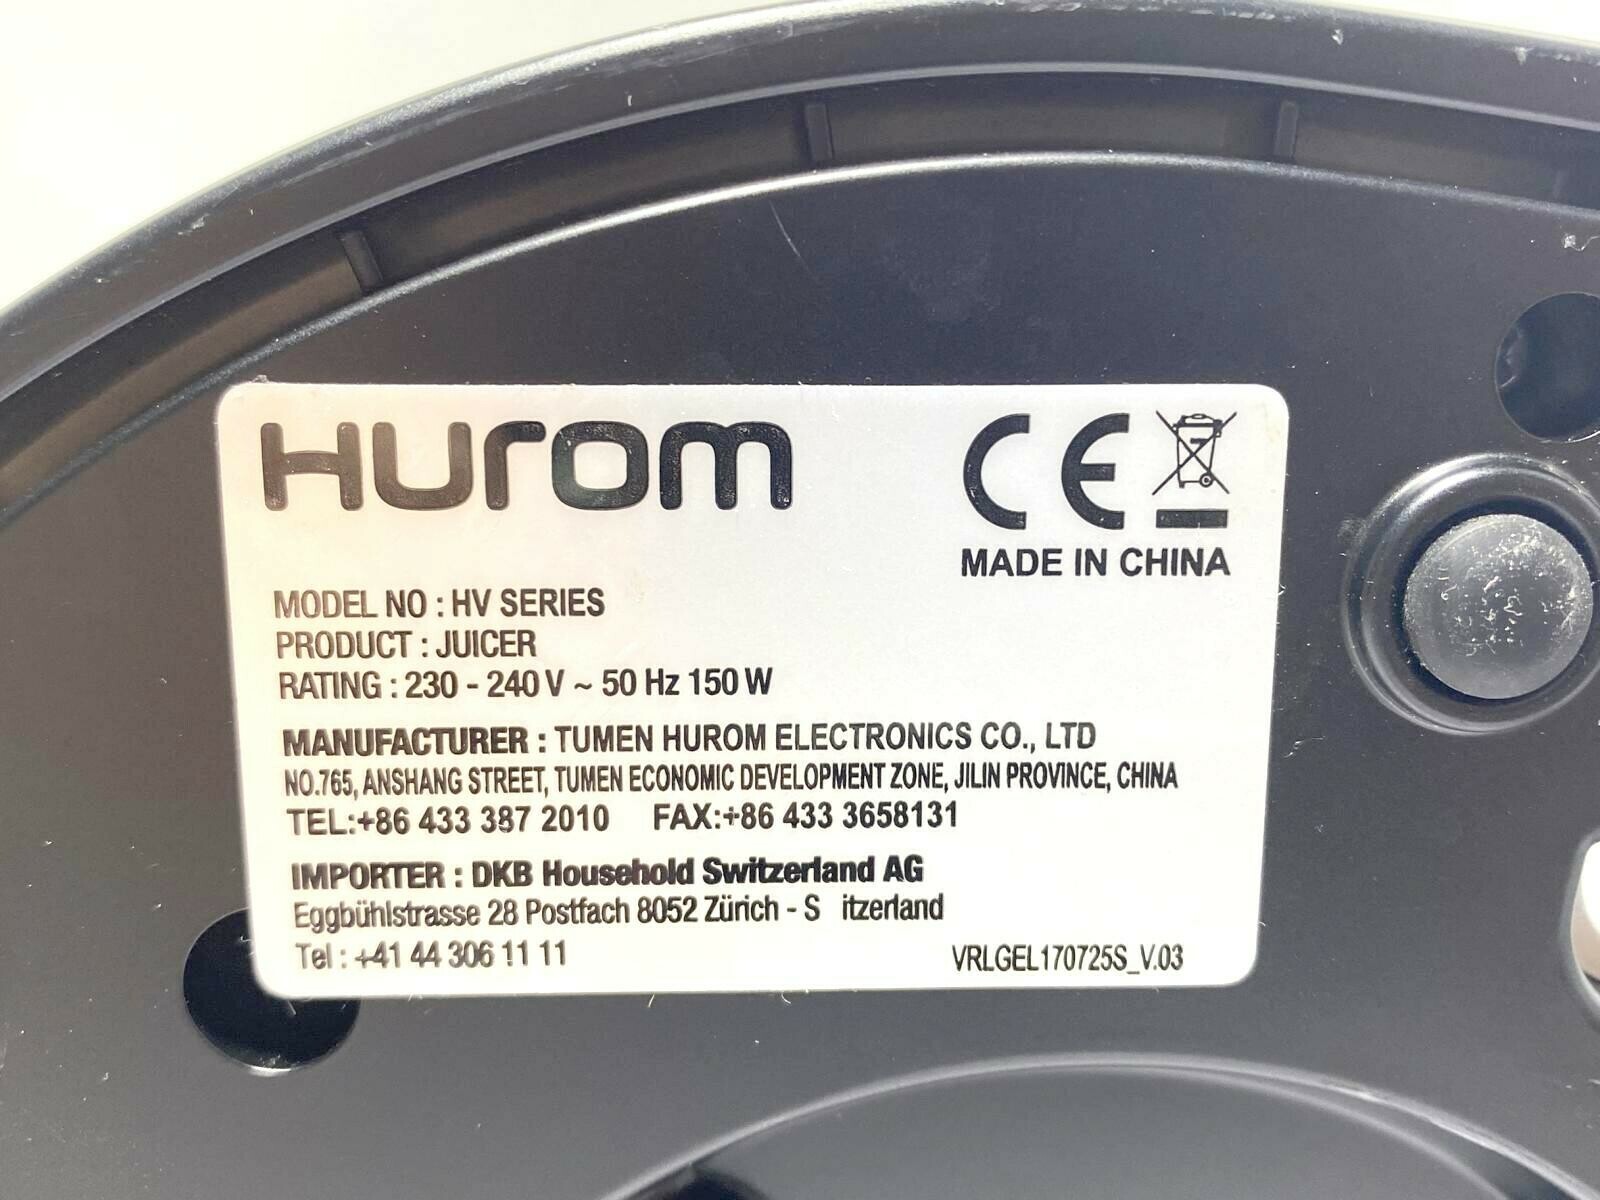 HUROM
CE
MADE IN CHINA
MODEL NO : HV SERIES
PRODUCT : JUICER
RATING : 230 - 240 V ~ 50 Hz 150 W
MANUFACTURER : TUMEN HUROM ELECTRONICS CO., LTD
NO.765, ANSHANG STREET, TUMEN ECONOMIC DEVELOPMENT ZONE, JILIN PROVINCE, CHINA
TEL:+86 433 387 2010 FAX:+86 433 3658131
IMPORTER : DKB Household Switzerland AG
Eggbühlstrasse 28 Postfach 8052 Zürich - S itzerland
Tel : +41 44 306 11 11 VRLGEL170725S_V.03